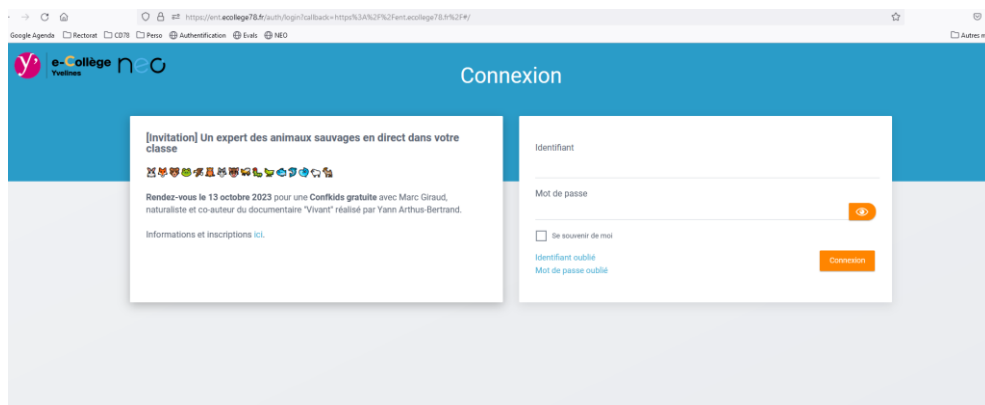 https://ent.ecollege78.fr/auth/login?callback=https%3A%2F%2Fent.ecollege78.fr%2F#/
Google Agenda Rectorat CD78 Perso Authentification Evals NEO Autres m
y' e-Collège neo
Yvelines
Connexion
[Invitation] Un expert des animaux sauvages en direct dans votre
classe
Rendez-vous le 13 octobre 2023 pour une Confkids gratuite avec Marc Giraud,
naturaliste et co-auteur du documentaire "Vivant" réalisé par Yann Arthus-Bertrand.
Informations et inscriptions ici.
Identifiant
Mot de passe
Se souvenir de moi
Identifiant oublié
Mot de passe oublié
Connexion